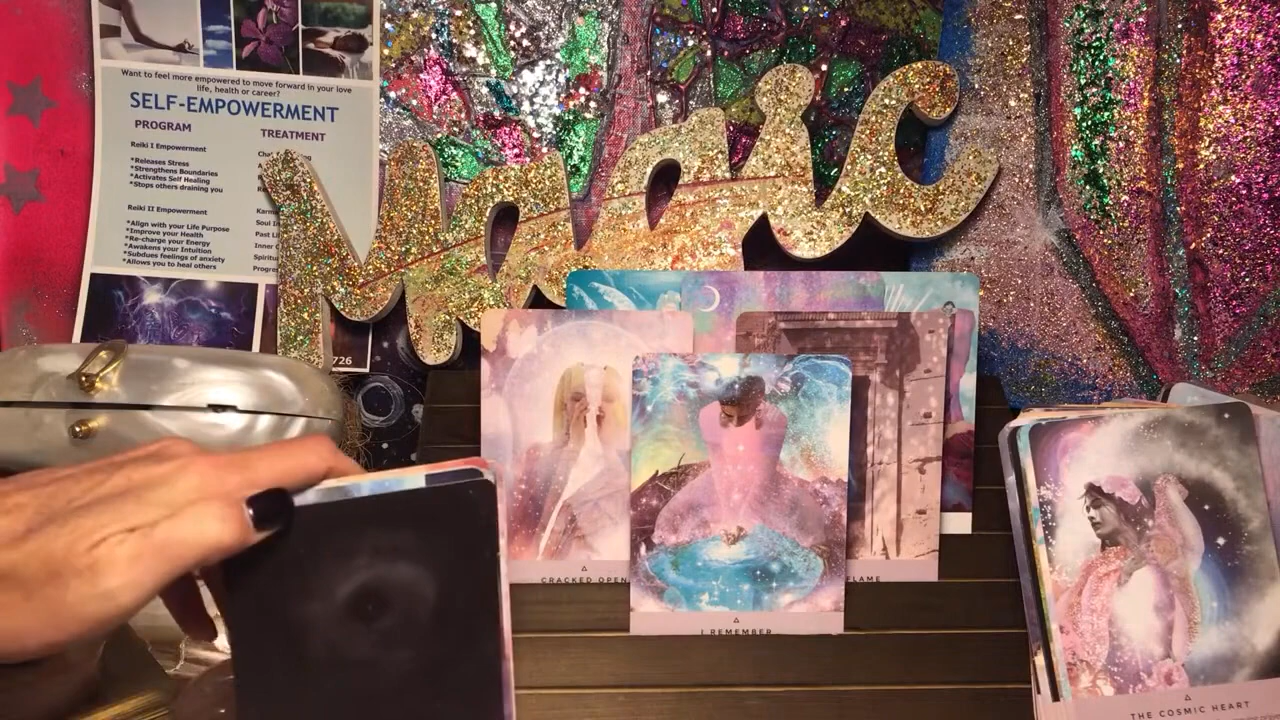 Want to feel more empowered to move forward in your love
life, health or career?
SELF-EMPOWERMENT
PROGRAM
TREATMENT
Reiki I Empowerment
*Releases Stress
*Strengthens Boundaries
*Activates Self Healing
*Stops others draining you
Reiki II Empowerment
*Align with your Life Purpose
*Improve your Health
*Re-charge your Energy
*Awakens your Intuition
*Subdues feelings of anxiety
*Allows you to heal others
Karma
Soul
Past
Inner
726
Magic
CRACKED OPEN
I REMEMBER
FLAME
THE COSMIC HEART